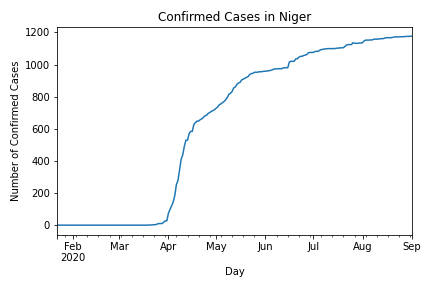 Confirmed Cases in Niger
1200
1000
800
600
400
200
0
Number of Confirmed Cases
Feb Mar Apr May Jun Jul Aug Sep
2020
Day